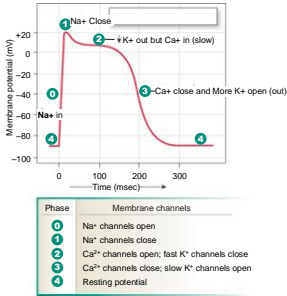 1 Na+ Close
+20
2 K+ out but Ca+ in (slow)
0
−20
3 Ca+ close and More K+ open (out)
−40
0
−60
Na+ in
−80
4
4
−100
Membrane potential (mV)
0 100 200 300
Time (msec)
Phase Membrane channels
0 Na+ channels open
1 Na+ channels close
2 Ca2+ channels open; fast K+ channels close
3 Ca2+ channels close; slow K+ channels open
4 Resting potential